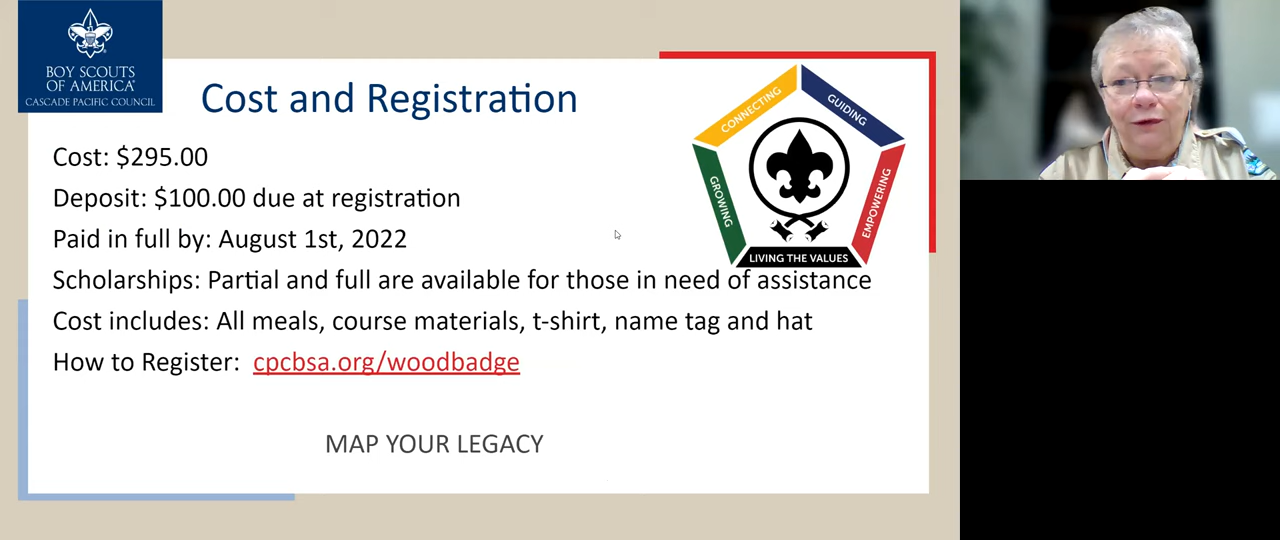 BOY SCOUTS
OF AMERICA®
CASCADE PACIFIC COUNCIL
Cost and Registration
CONNECTING
GUIDING
GROWING
EMPOWERING
LIVING THE VALUES
Cost: $295.00
Deposit: $100.00 due at registration
Paid in full by: August 1st, 2022
Scholarships: Partial and full are available for those in need of assistance
Cost includes: All meals, course materials, t-shirt, name tag and hat
How to Register: cpcbsa.org/woodbadge
MAP YOUR LEGACY